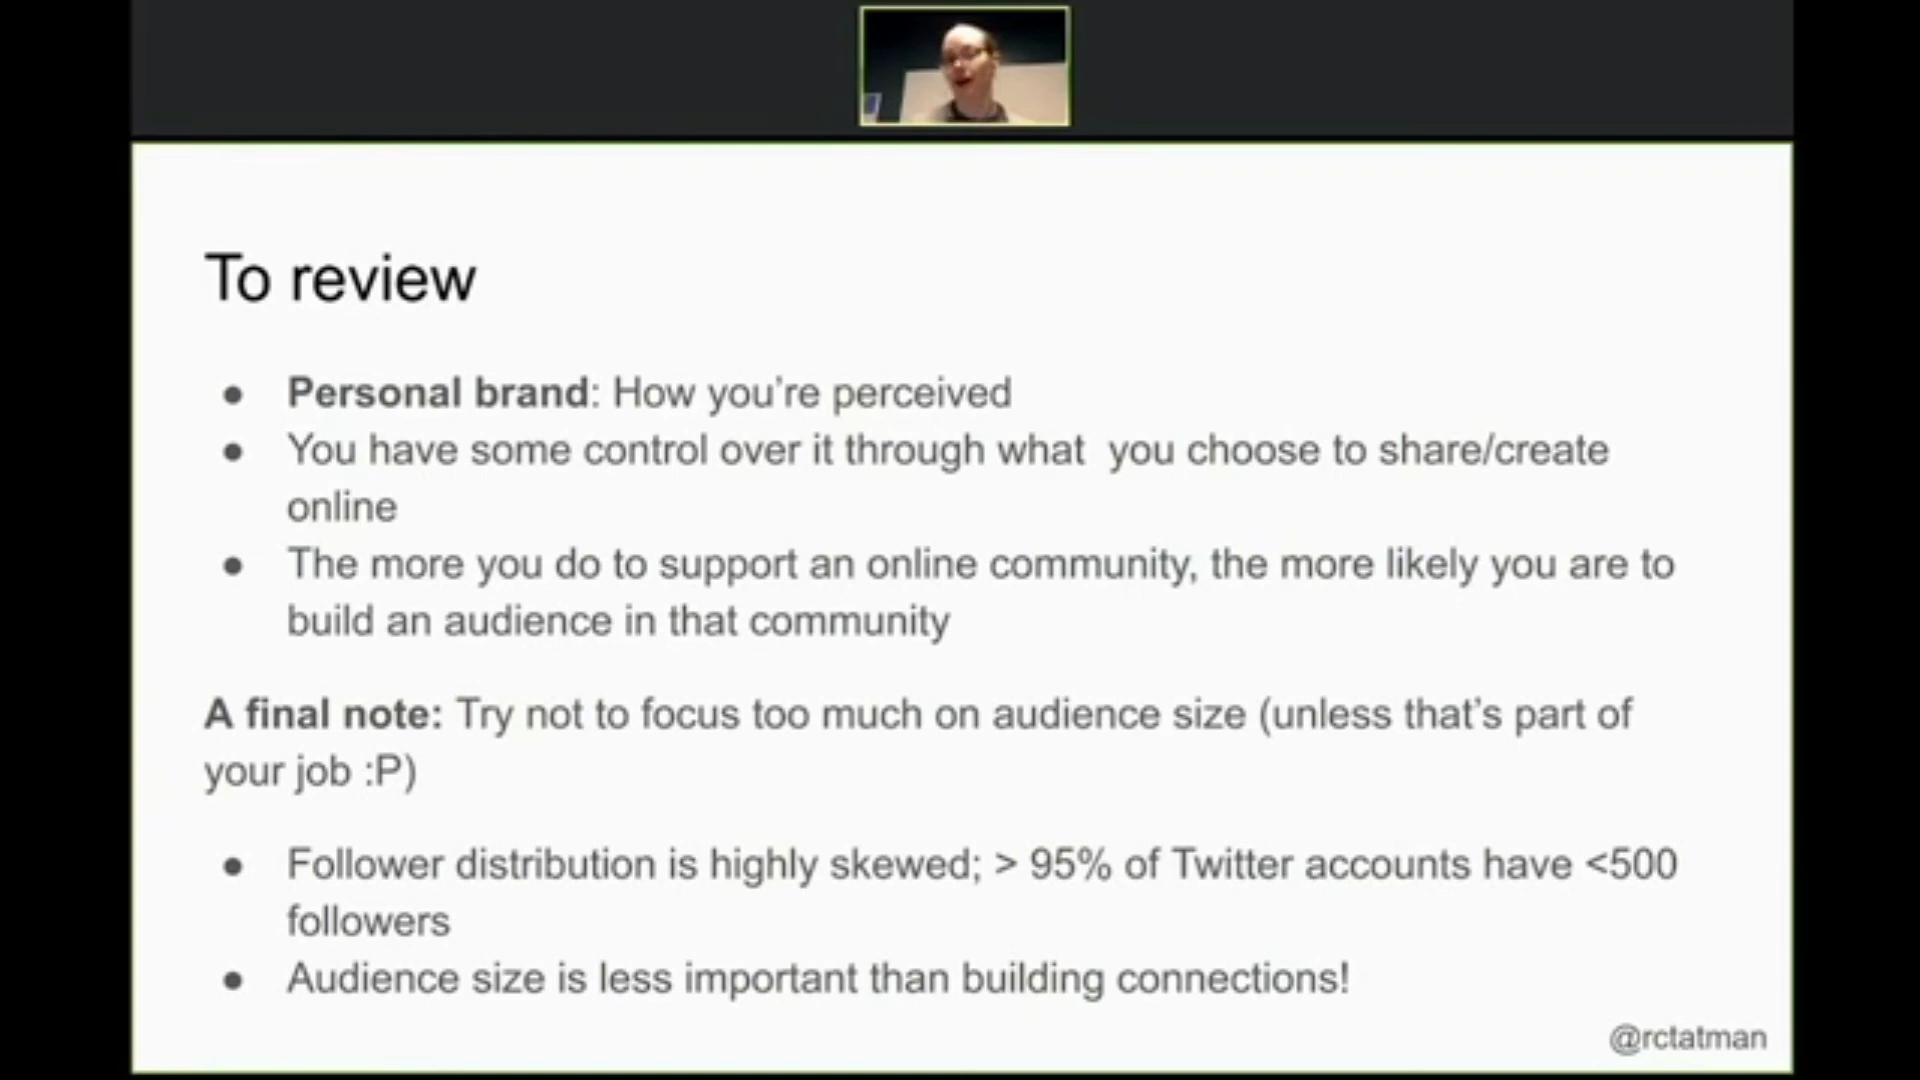 To review
● Personal brand: How you're perceived
● You have some control over it through what  you choose to share/create
online
● The more you do to support an online community, the more likely you are to
build an audience in that community
A final note: Try not to focus too much on audience size (unless that's part of
your job :P)
● Follower distribution is highly skewed; > 95% of Twitter accounts have <500
followers
● Audience size is less important than building connections!
@rctatman